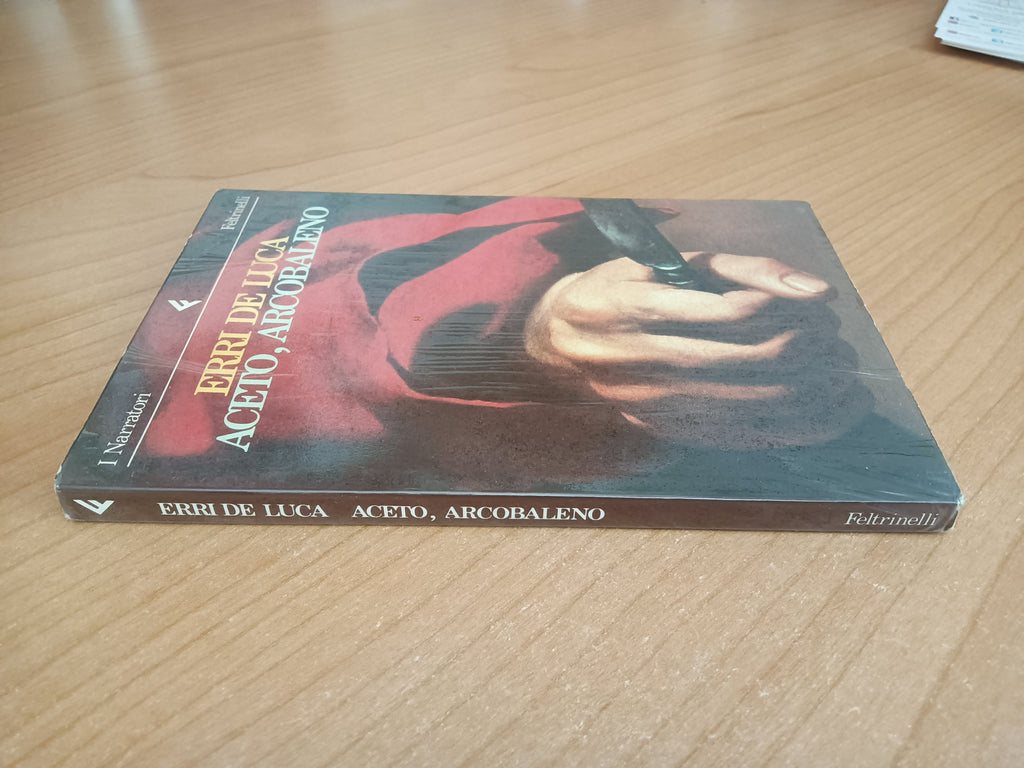 I Narratori
Feltrinelli
ERRI DE LUCA
ACETO, ARCOBALENO
ERRI DE LUCA ACETO, ARCOBALENO Feltrinelli